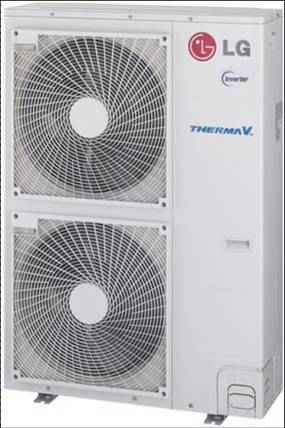 LG
Inverter
THERMA V.